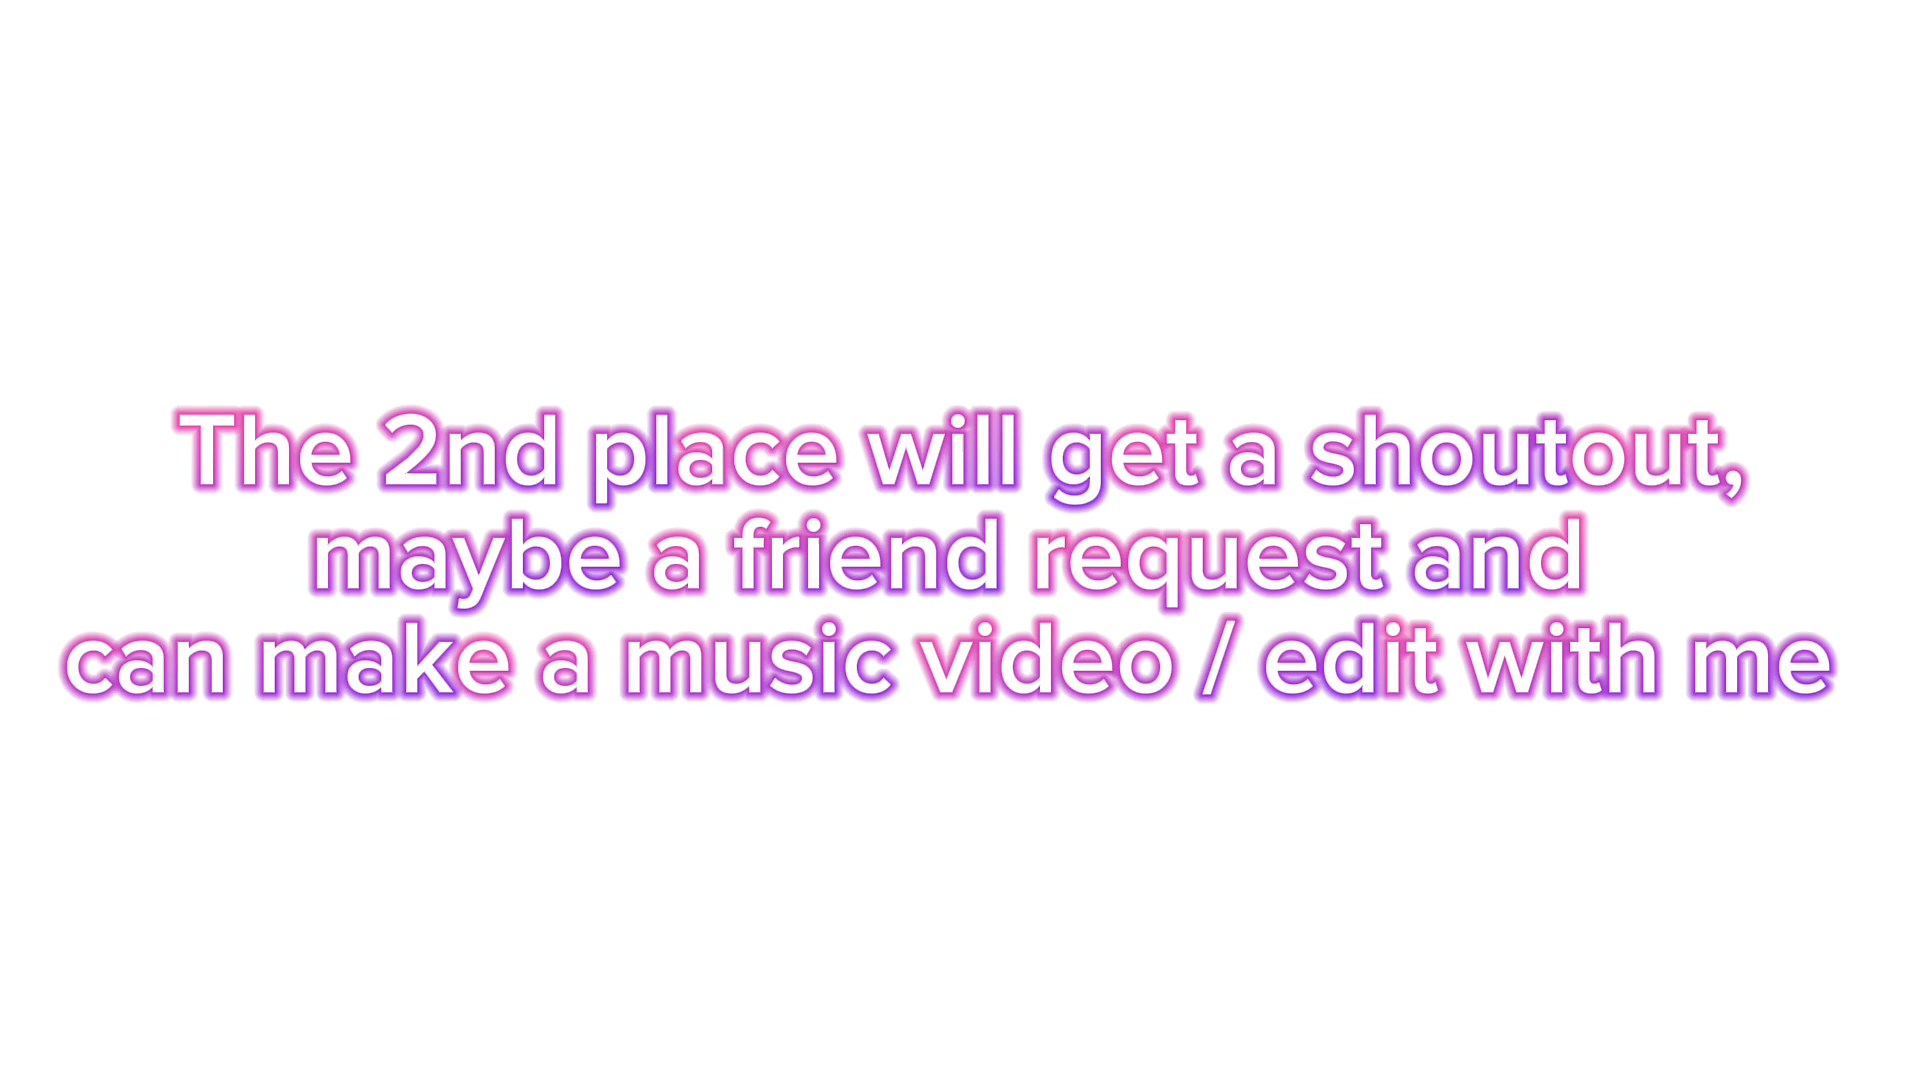 The 2nd place will get a shoutout,
maybe a friend request and
can make a music video / edit with me